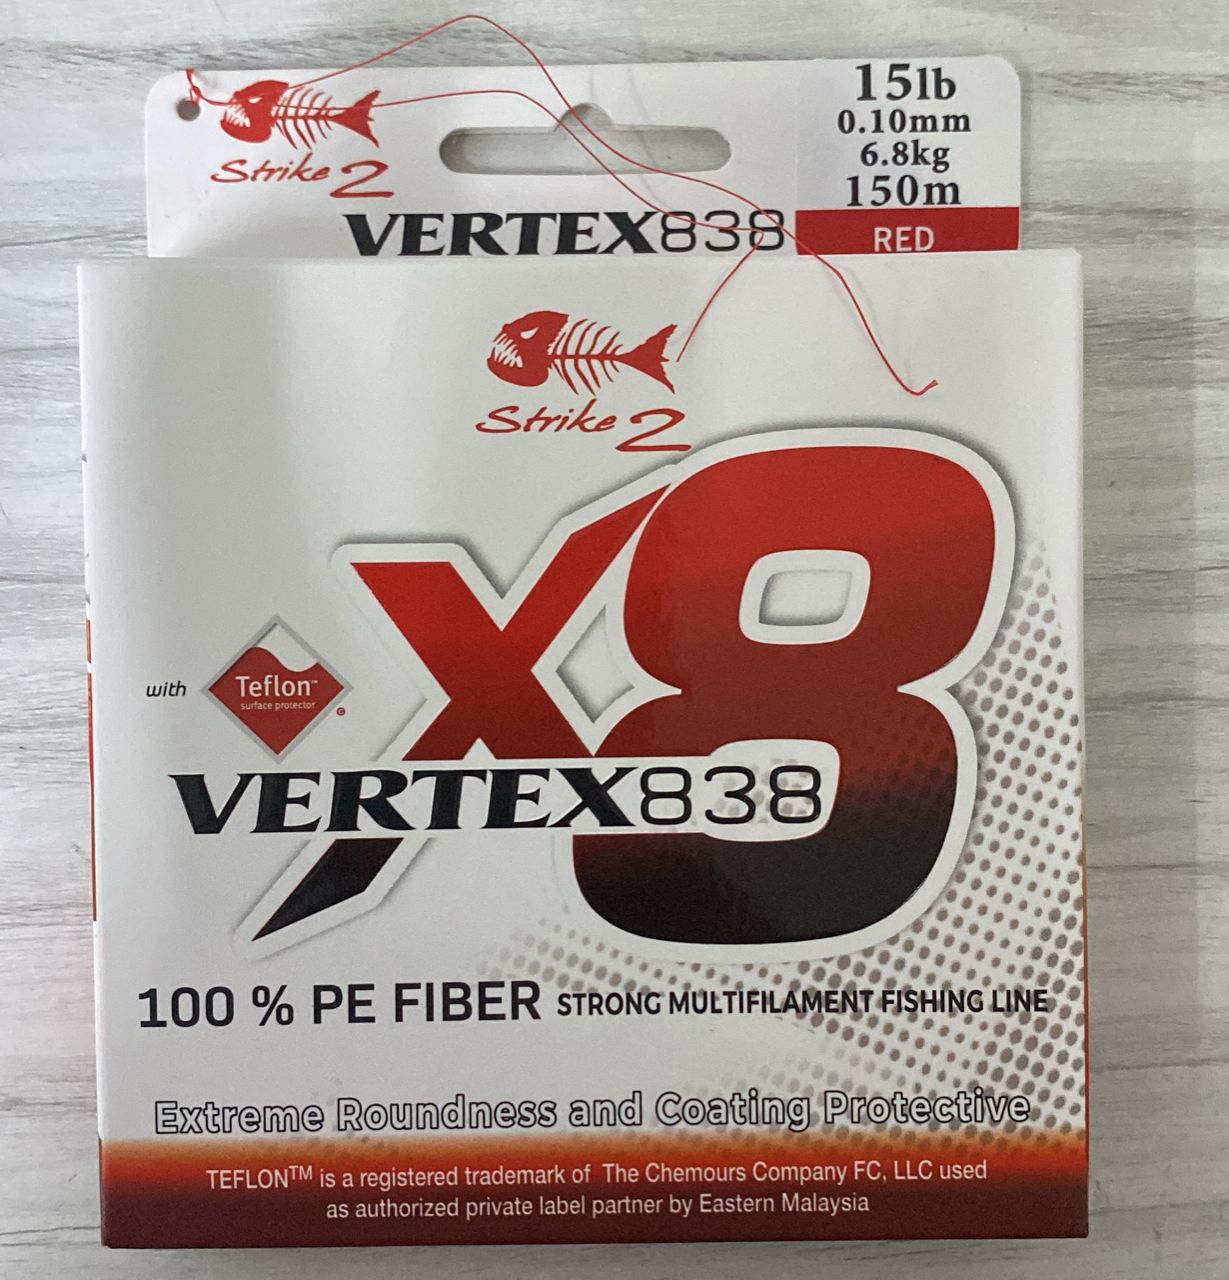 Strike 2
15lb
0.10mm
6.8kg
150m
VERTEX838
RED
Strike 2
X8
with
Teflon™
surface protector
VERTEX838
100 % PE FIBER STRONG MULTIFILAMENT FISHING LINE
Extreme Roundness and Coating Protective
TEFLON™ is a registered trademark of The Chemours Company FC, LLC used
as authorized private label partner by Eastern Malaysia